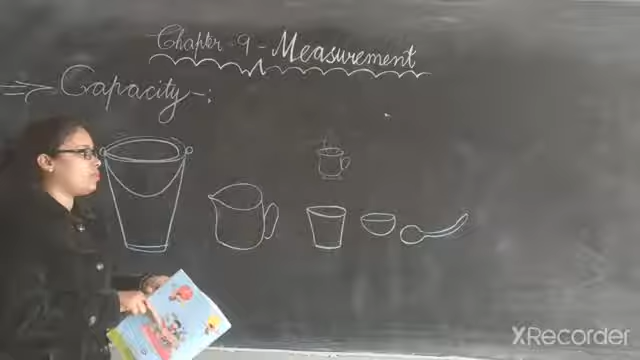 Chapter - 9 - Measurement
⇒ Capacity -:
XRecorder